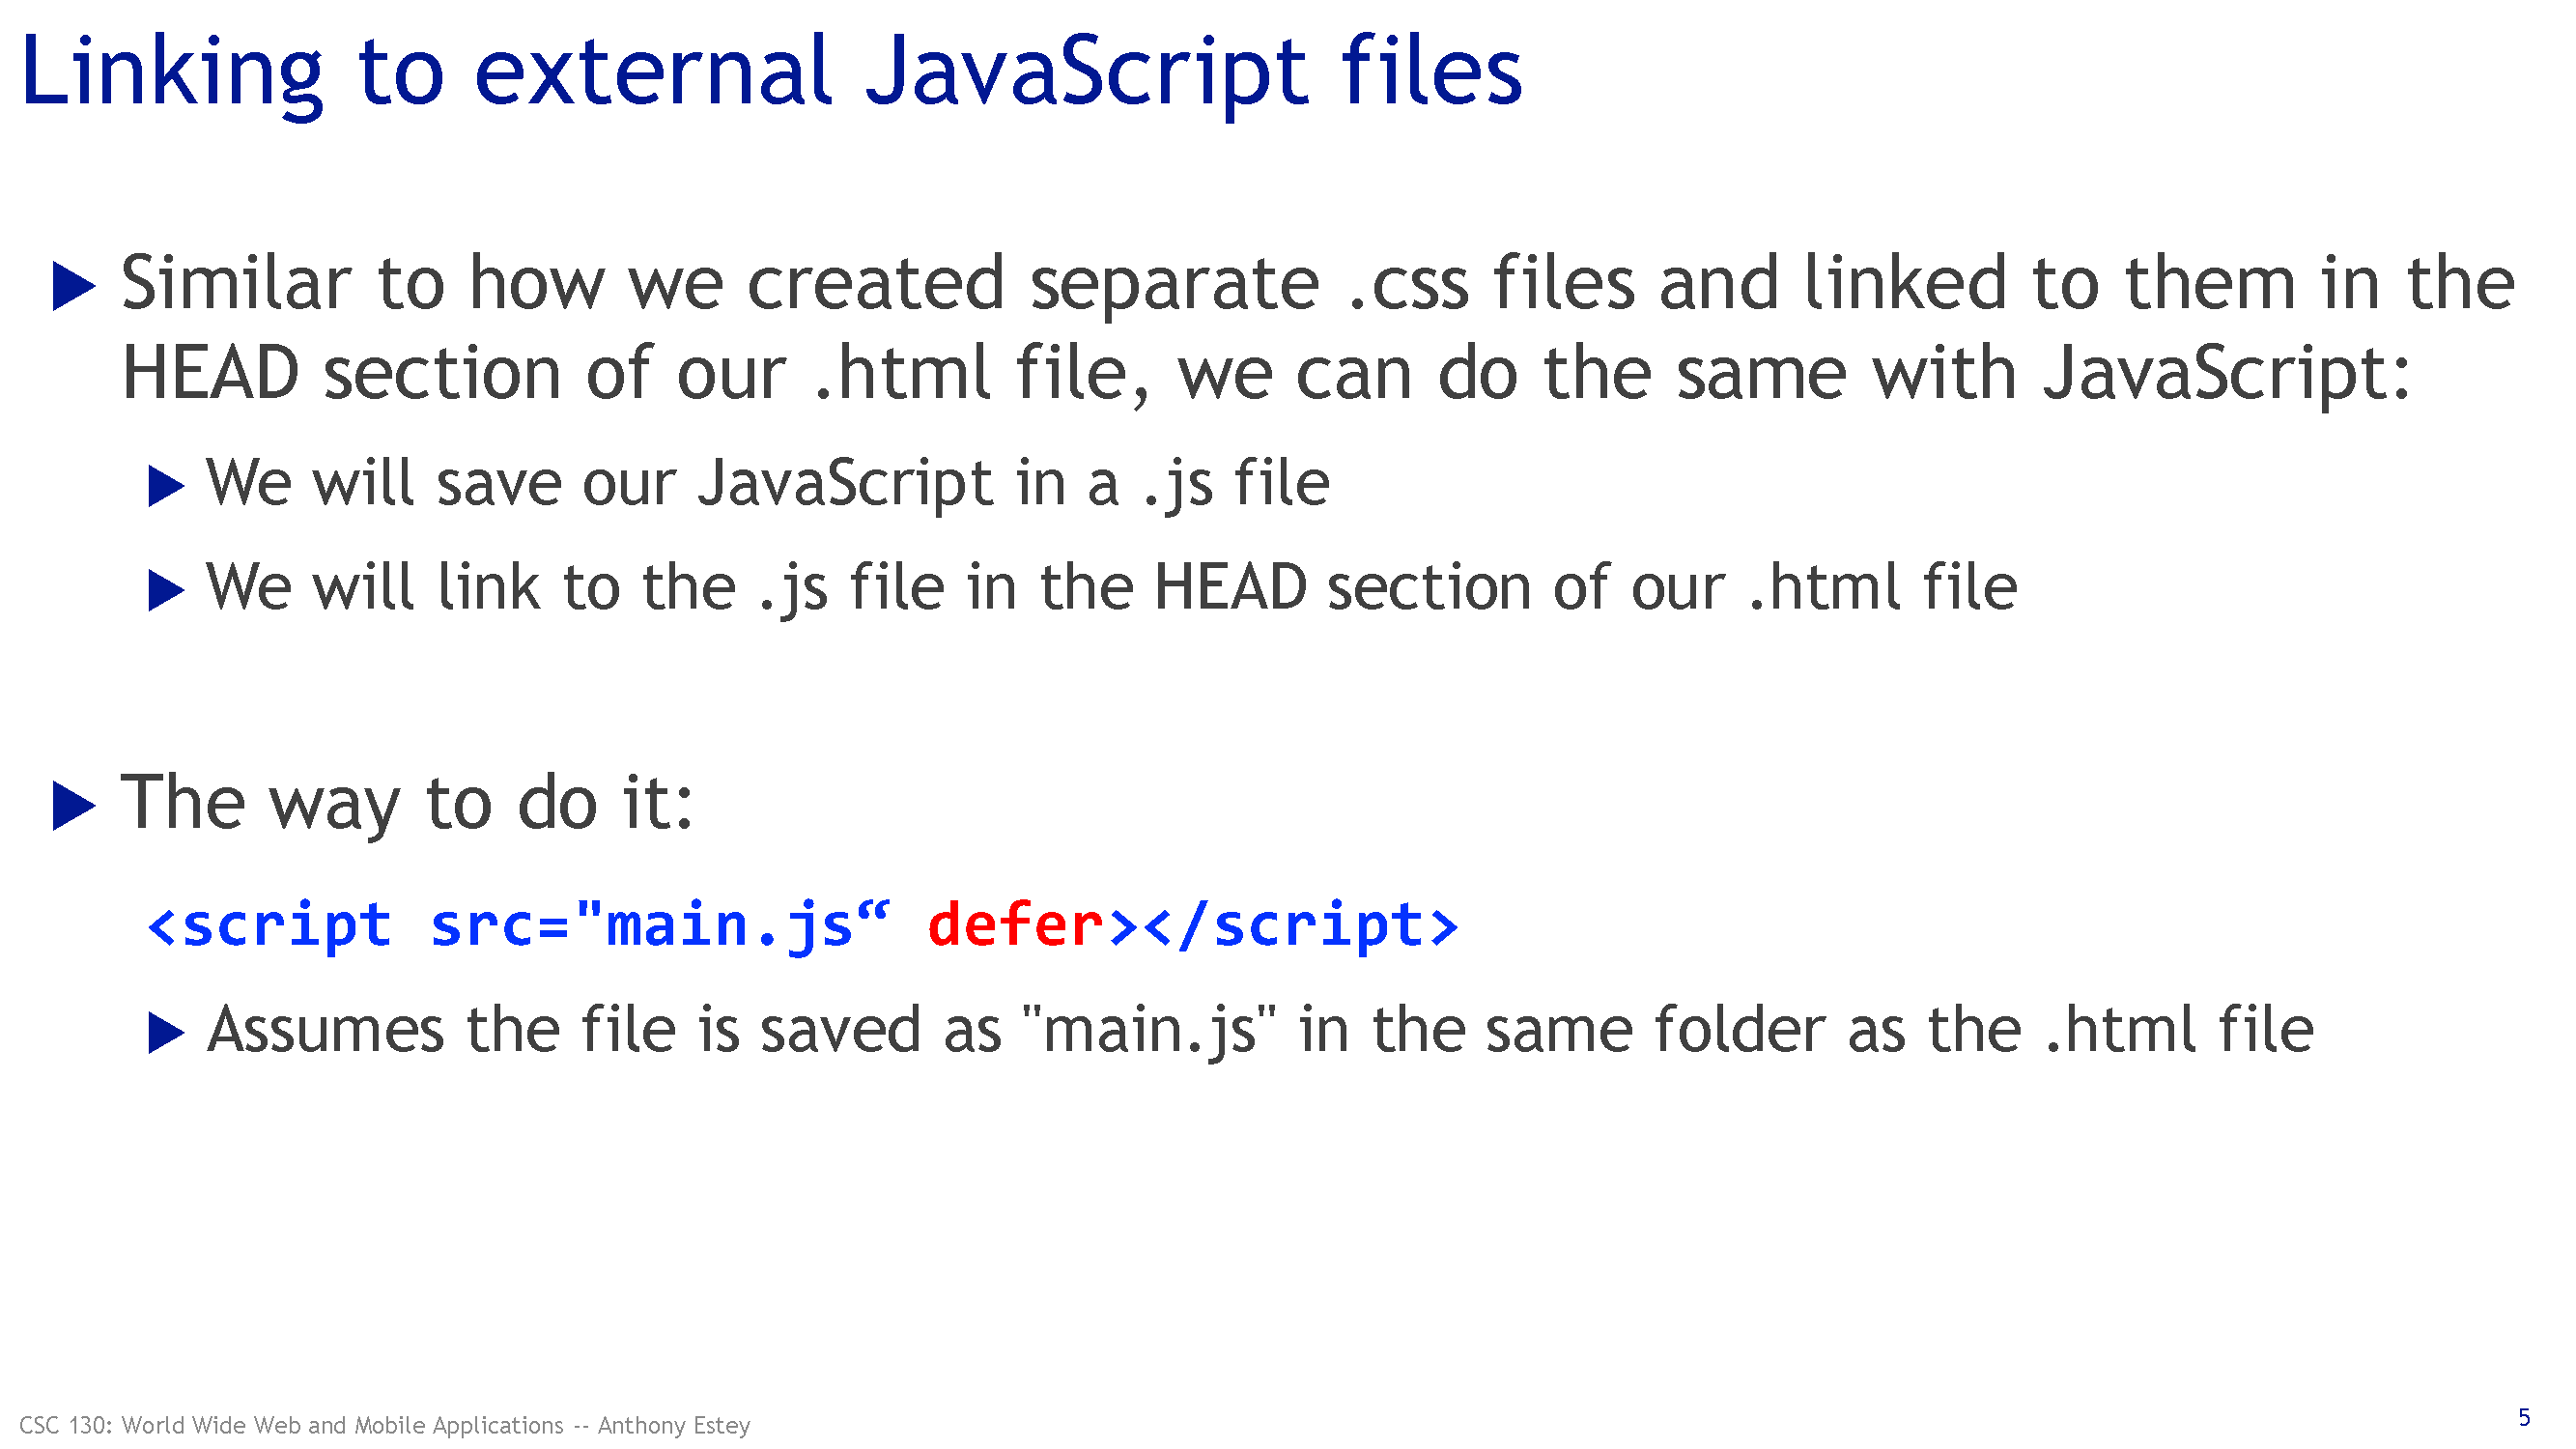 Linking to external JavaScript files
▶ Similar to how we created separate .css files and linked to them in the
HEAD section of our .html file, we can do the same with JavaScript:
▶ We will save our JavaScript in a .js file
▶ We will link to the .js file in the HEAD section of our .html file
▶ The way to do it:
<script src="main.js“ defer></script>
▶ Assumes the file is saved as "main.js" in the same folder as the .html file
CSC 130: World Wide Web and Mobile Applications -- Anthony Estey
5